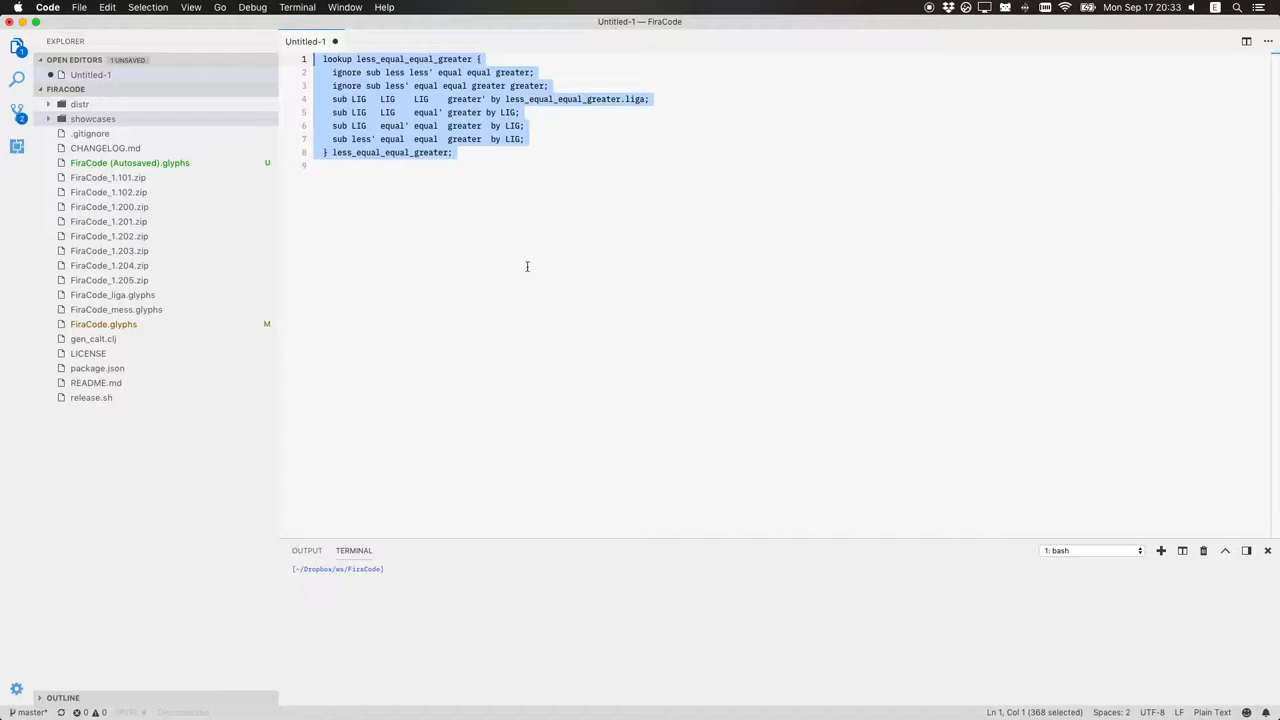 Code File Edit Selection View Go Debug Terminal Window Help
Mon Sep 17 20:33
Untitled-1 — FiraCode
EXPLORER
OPEN EDITORS 1 UNSAVED
Untitled-1
FIRACODE
distr
showcases
.gitignore
CHANGELOG.md
FiraCode (Autosaved).glyphs U
FiraCode_1.101.zip
FiraCode_1.102.zip
FiraCode_1.200.zip
FiraCode_1.201.zip
FiraCode_1.202.zip
FiraCode_1.203.zip
FiraCode_1.204.zip
FiraCode_1.205.zip
FiraCode_liga.glyphs
FiraCode_mess.glyphs
FiraCode.glyphs M
gen_calt.clj
LICENSE
package.json
README.md
release.sh
OUTLINE
Untitled-1
1 lookup less_equal_equal_greater {
2 ignore sub less less' equal equal greater;
3 ignore sub less' equal equal greater greater;
4 sub LIG LIG LIG greater' by less_equal_equal_greater.liga;
5 sub LIG LIG equal' greater by LIG;
6 sub LIG equal' equal greater by LIG;
7 sub less' equal equal greater by LIG;
8 } less_equal_equal_greater;
9
OUTPUT TERMINAL
1: bash
[~/Dropbox/ws/FiraCode]
master* 0 0 Disconnected
Ln 1, Col 1 (368 selected) Spaces: 2 UTF-8 LF Plain Text